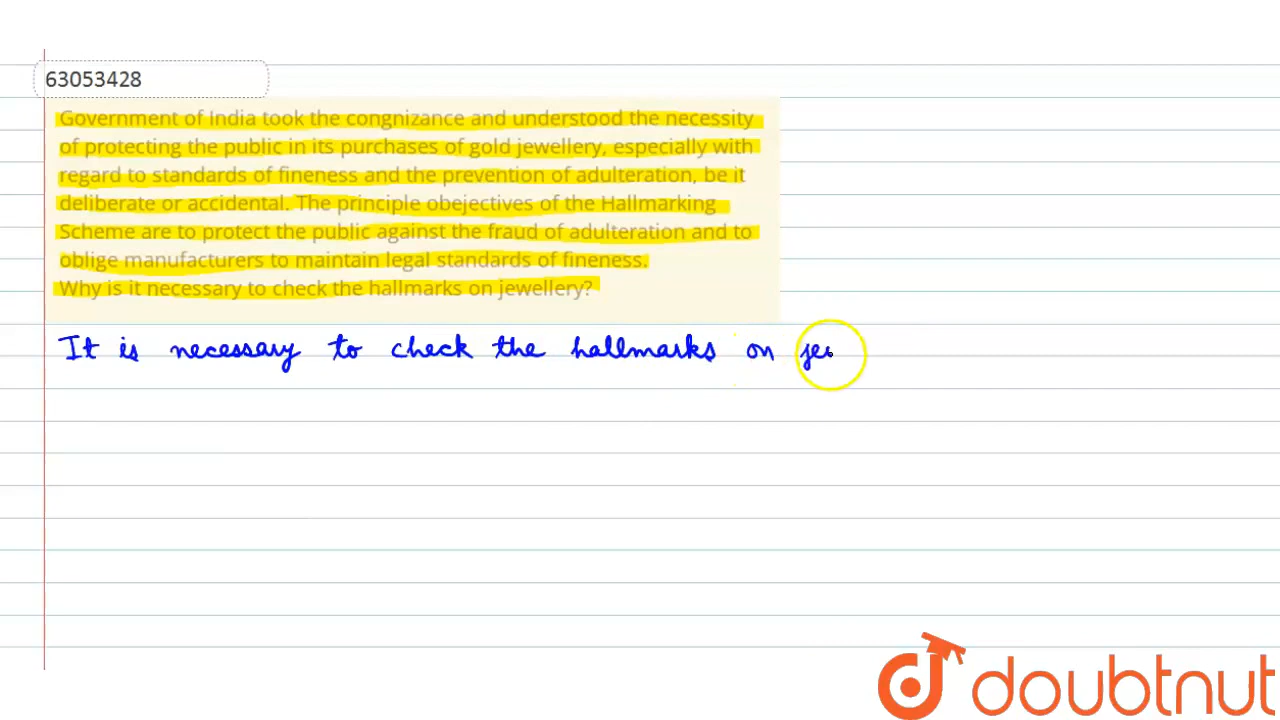 63053428
Government of India took the congnizance and understood the necessity
of protecting the public in its purchases of gold jewellery, especially with
regard to standards of fineness and the prevention of adulteration, be it
deliberate or accidental. The principle obejectives of the Hallmarking
Scheme are to protect the public against the fraud of adulteration and to
oblige manufacturers to maintain legal standards of fineness.
Why is it necessary to check the hallmarks on jewellery?
It is necessary to check the hallmarks on je
doubtnut